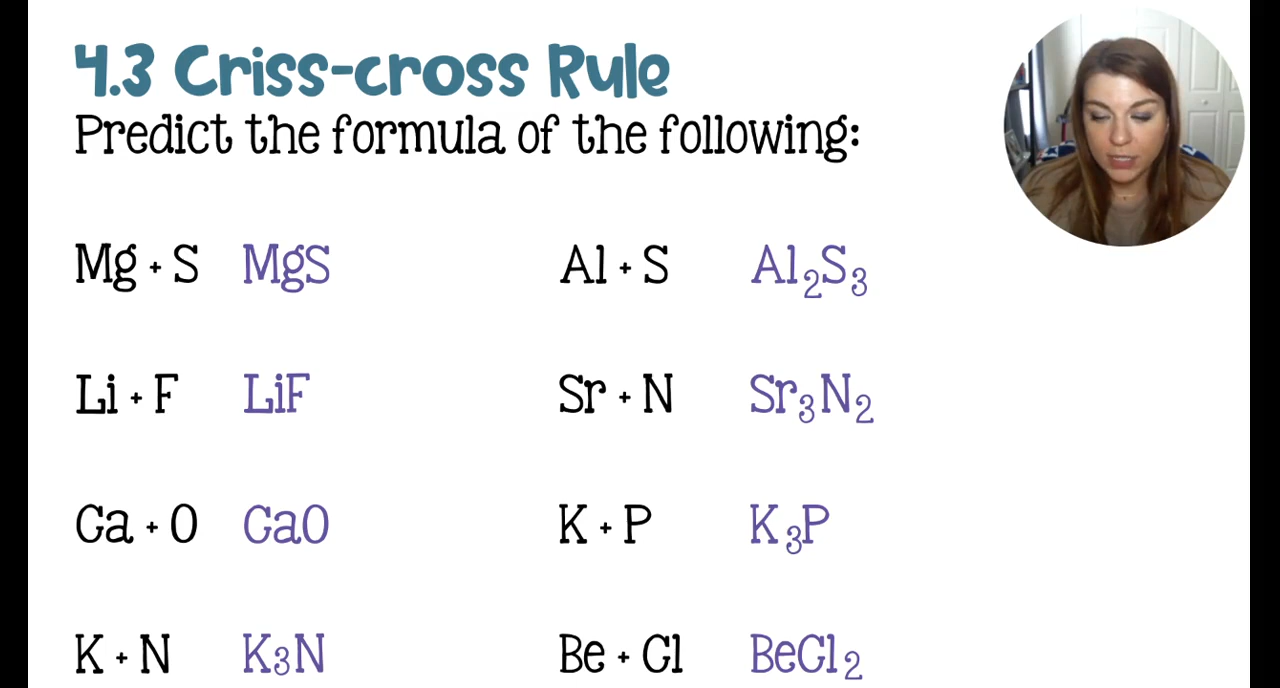 4.3 Criss-cross Rule
Predict the formula of the following:
Mg + S MgS Al + S Al₂S₃
Li + F LiF Sr + N Sr₃N₂
Ca + O CaO K + P K₃P
K + N K₃N Be + Cl BeCl₂